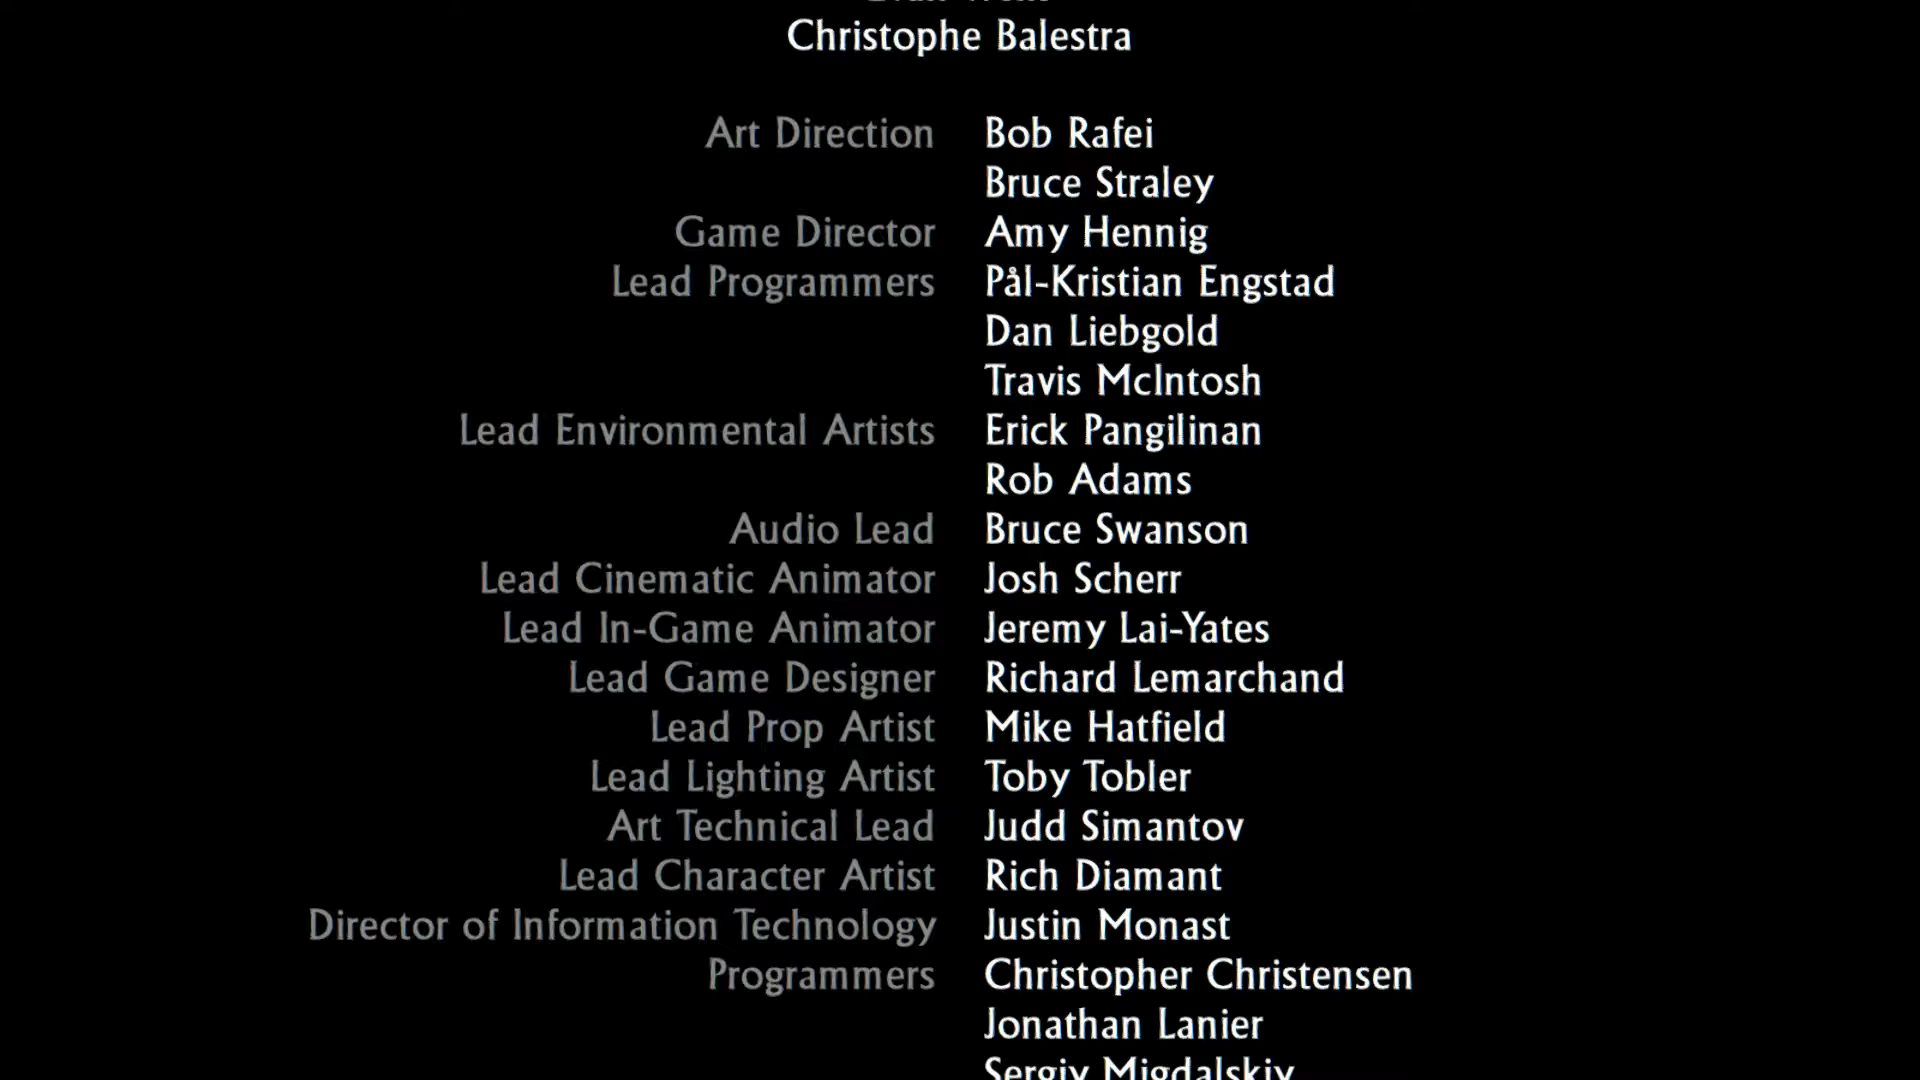 Christophe Balestra
Art Direction Bob Rafei
Bruce Straley
Game Director Amy Hennig
Lead Programmers Pål-Kristian Engstad
Dan Liebgold
Travis McIntosh
Lead Environmental Artists Erick Pangilinan
Rob Adams
Audio Lead Bruce Swanson
Lead Cinematic Animator Josh Scherr
Lead In-Game Animator Jeremy Lai-Yates
Lead Game Designer Richard Lemarchand
Lead Prop Artist Mike Hatfield
Lead Lighting Artist Toby Tobler
Art Technical Lead Judd Simantov
Lead Character Artist Rich Diamant
Director of Information Technology Justin Monast
Programmers Christopher Christensen
Jonathan Lanier
Sergiy Migdalskiy